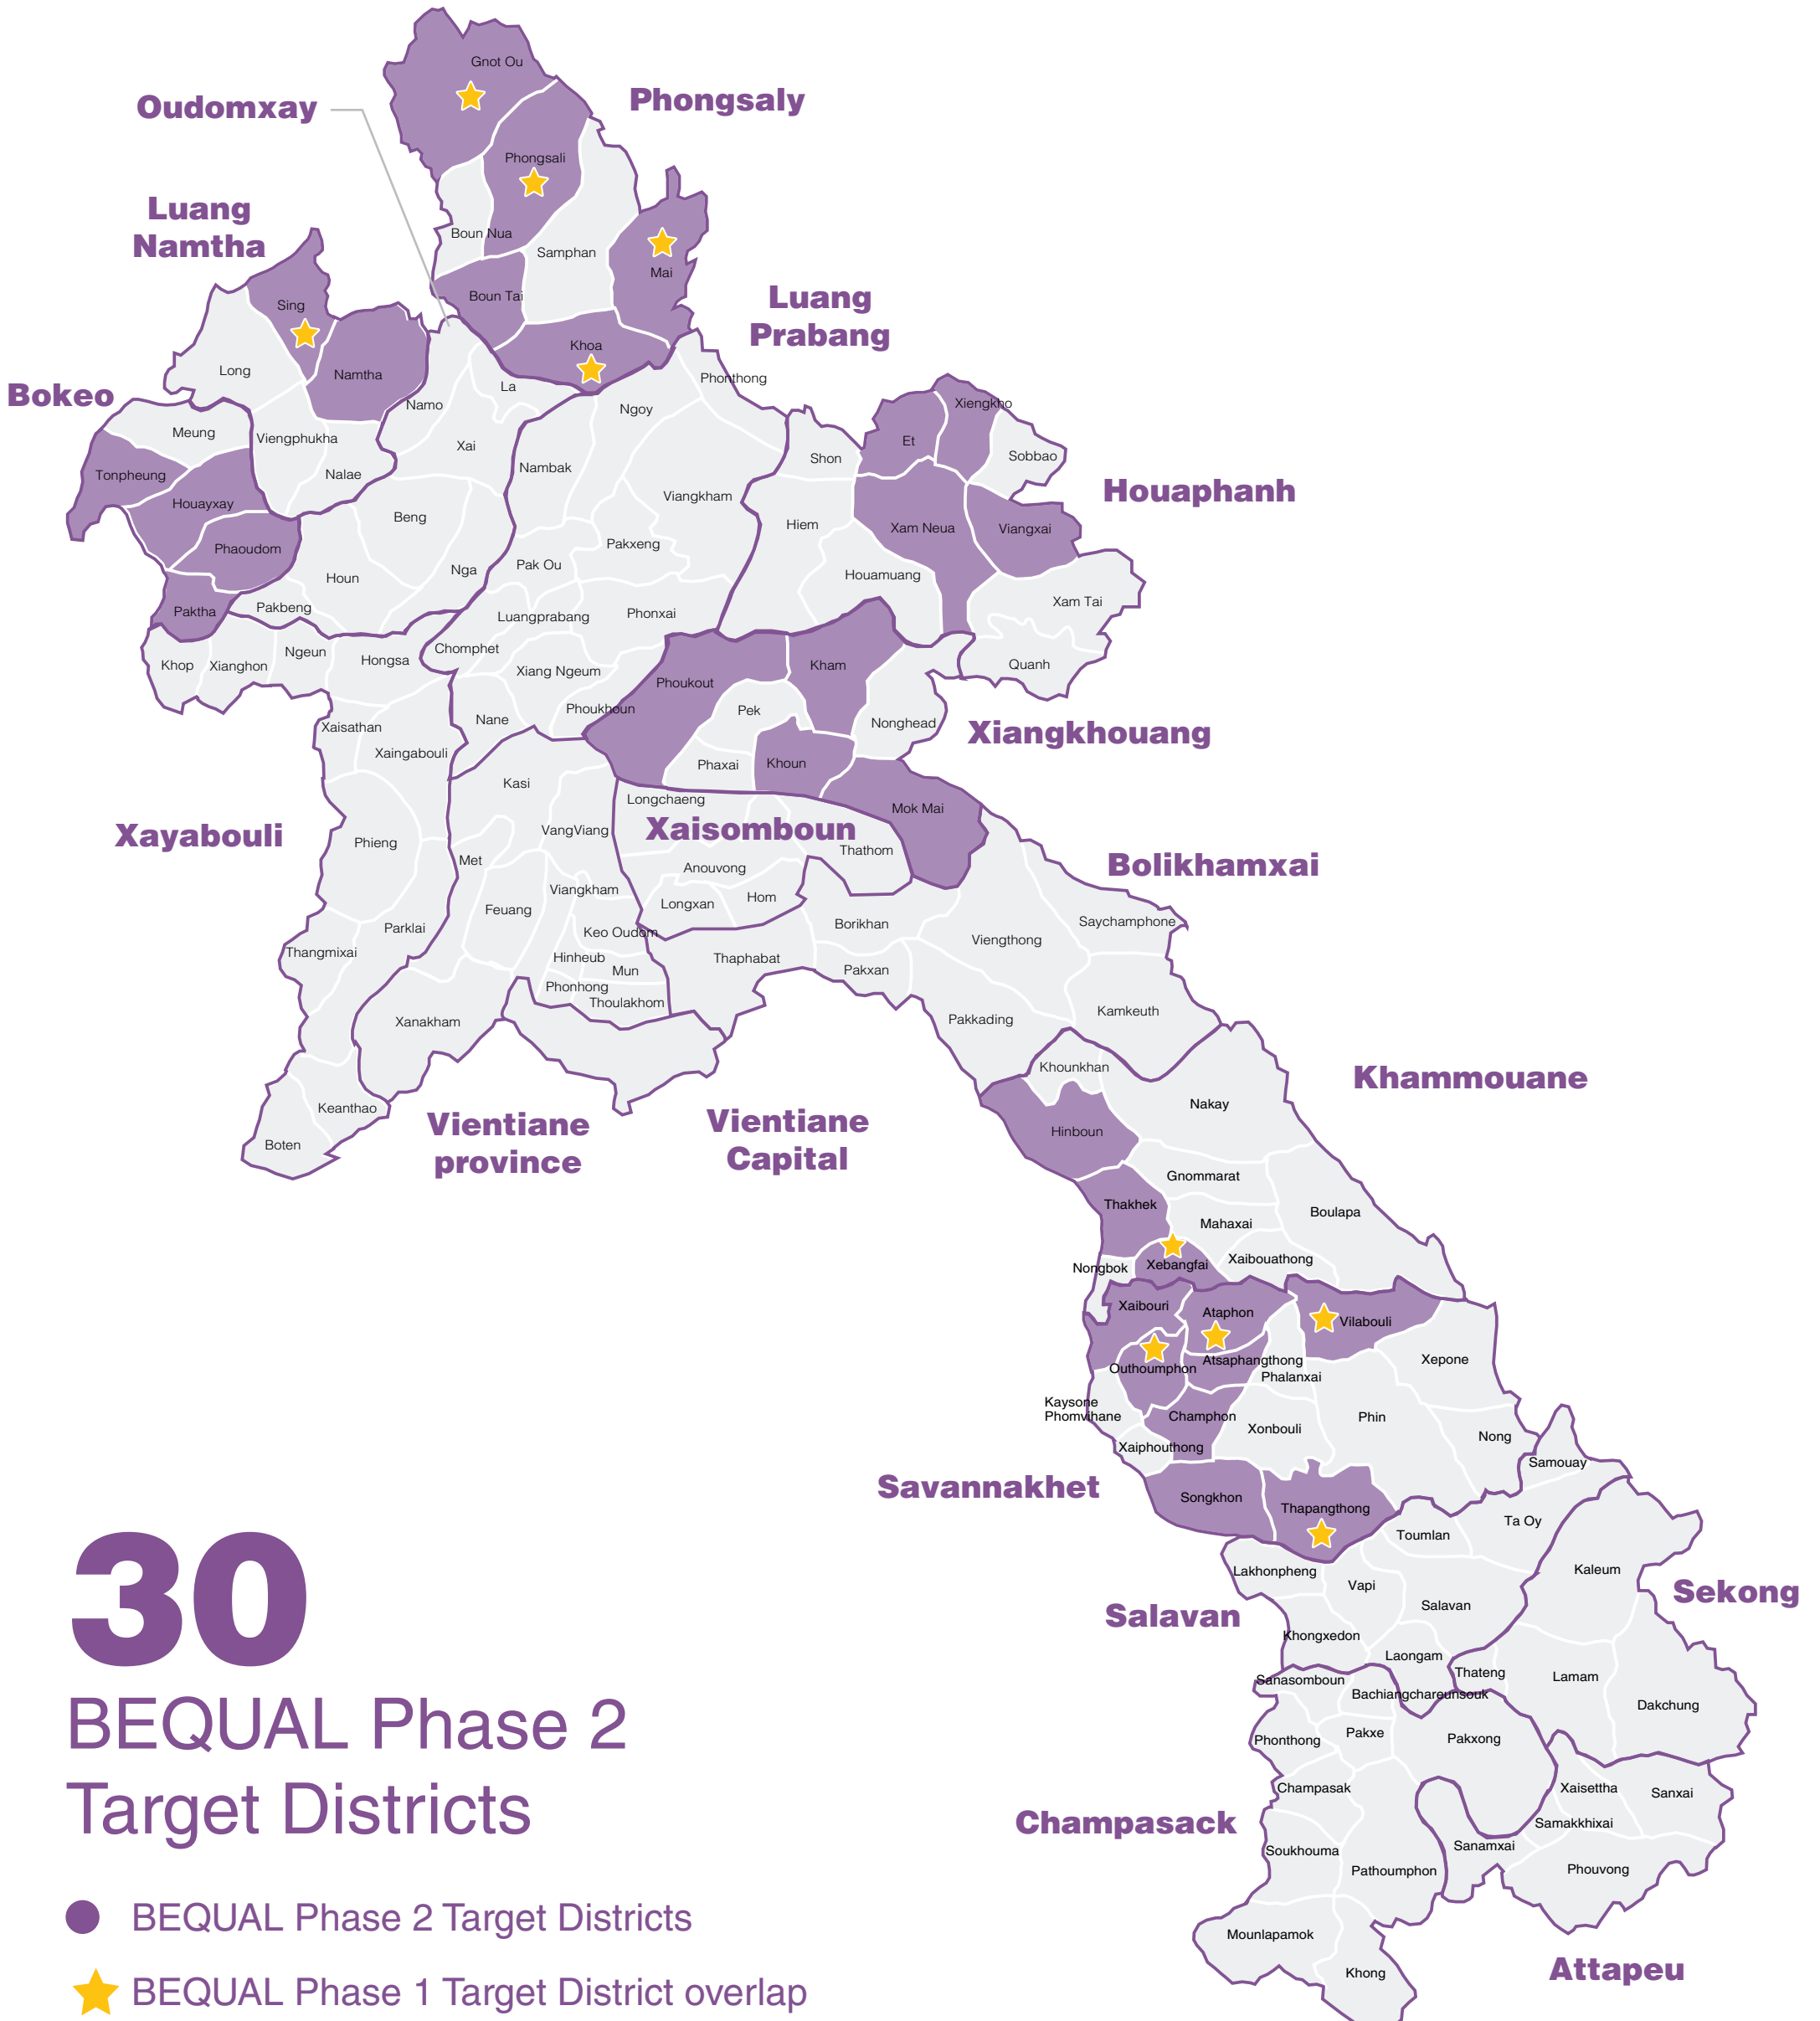 Gnot Ou
Oudomxay
Phongsaly
Phongsali
Luang
Namtha
Boun Nua
Samphan
Mai
Boun Tai
Luang
Prabang
Sing
Khoa
Long
Namtha
La
Phonthong
Bokeo
Namo
Ngoy
Xiengkho
Meung
Viengphukha
Xai
Et
Shon
Sobbao
Tonpheung
Nalae
Nambak
Houaphanh
Houayxay
Viangkham
Beng
Hiem
Xam Neua
Viangxai
Phaoudom
Pakxeng
Houn
Nga
Pak Ou
Houamuang
Xam Tai
Paktha
Pakbeng
Luangprabang
Phonxai
Khop
Xianghon
Ngeun
Hongsa
Chomphet
Xiang Ngeum
Kham
Quanh
Phoukout
Nane
Phoukhoun
Pek
Nonghead
Xiangkhouang
Xaisathan
Xaingabouli
Phaxai
Khoun
Kasi
Longchaeng
Mok Mai
Xayabouli
VangViang
Xaisomboun
Phieng
Met
Thathom
Bolikhamxai
Anouvong
Viangkham
Longxan
Hom
Feuang
Parklai
Keo Oudom
Borikhan
Saychamphone
Viengthong
Thangmixai
Hinheub
Mun
Thaphabat
Pakxan
Phonhong
Thoulakhom
Xanakham
Pakkading
Kamkeuth
Khounkhan
Khammouane
Keanthao
Nakay
Boten
Vientiane
province
Vientiane
Capital
Hinboun
Gnommarat
Thakhek
Mahaxai
Boulapa
Nongbok
Xebangfai
Xaibouathong
Xaibouri
Ataphon
Vilabouli
Outhoumphon
Atsaphangthong
Phalanxai
Xepone
Kaysone
Phomvihane
Champhon
Xonbouli
Phin
Xaiphouthong
Nong
Samouay
Savannakhet
Songkhon
Thapangthong
Toumlan
Ta Oy
Lakhonpheng
Vapi
Kaleum
Sekong
Salavan
Salavan
Khongxedon
Laongam
Thateng
Lamam
Sanasomboun
Bachiangchareunsouk
Dakchung
Phonthong
Pakxe
Pakxong
Champasak
Xaisettha
Sanxai
Champasack
Samakkhixai
Soukhouma
Sanamxai
Pathoumphon
Phouvong
Mounlapamok
Khong
Attapeu
30
BEQUAL Phase 2
Target Districts
BEQUAL Phase 2 Target Districts
BEQUAL Phase 1 Target District overlap